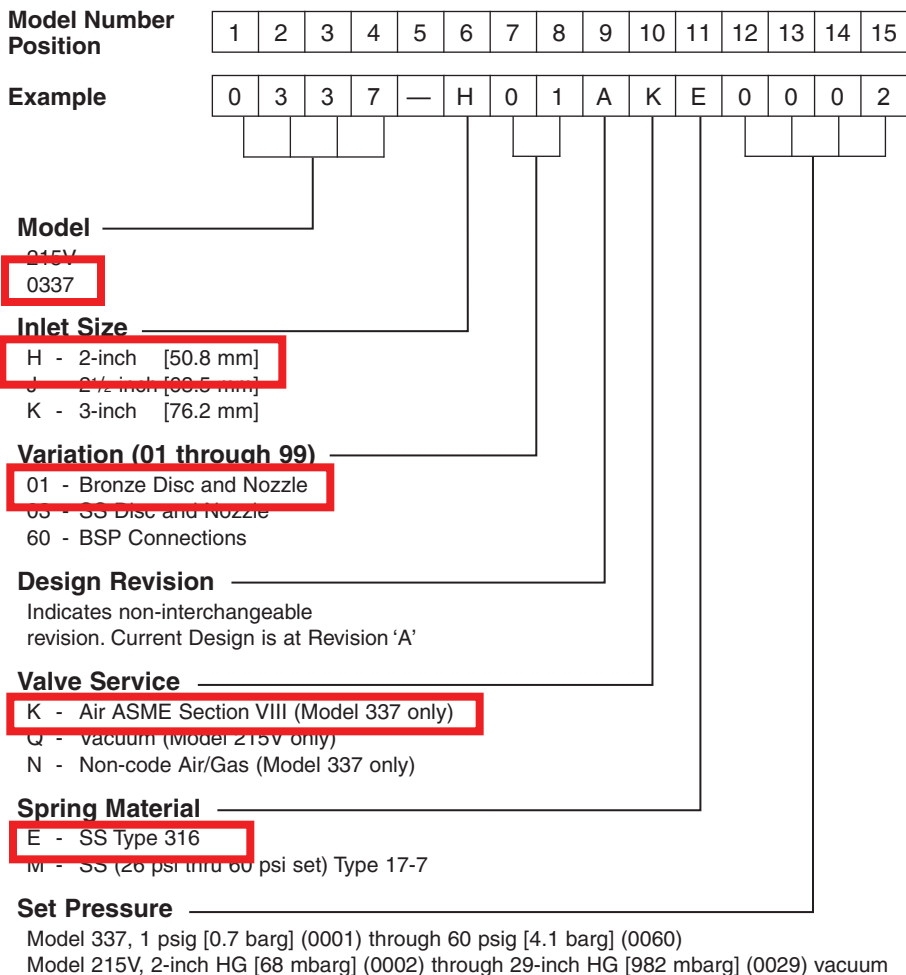 Model Number
Position
1 2 3 4 5 6 7 8 9 10 11 12 13 14 15
Example
0 3 3 7 — H 0 1 A K E 0 0 0 2
Model
215V
0337
Inlet Size
H - 2-inch [50.8 mm]
J - 2½-inch [63.5 mm]
K - 3-inch [76.2 mm]
Variation (01 through 99)
01 - Bronze Disc and Nozzle
03 - SS Disc and Nozzle
60 - BSP Connections
Design Revision
Indicates non-interchangeable
revision. Current Design is at Revision ‘A’
Valve Service
K - Air ASME Section VIII (Model 337 only)
Q - Vacuum (Model 215V only)
N - Non-code Air/Gas (Model 337 only)
Spring Material
E - SS Type 316
M - SS (26 psi thru 60 psi set) Type 17-7
Set Pressure
Model 337, 1 psig [0.7 barg] (0001) through 60 psig [4.1 barg] (0060)
Model 215V, 2-inch HG [68 mbarg] (0002) through 29-inch HG [982 mbarg] (0029) vacuum